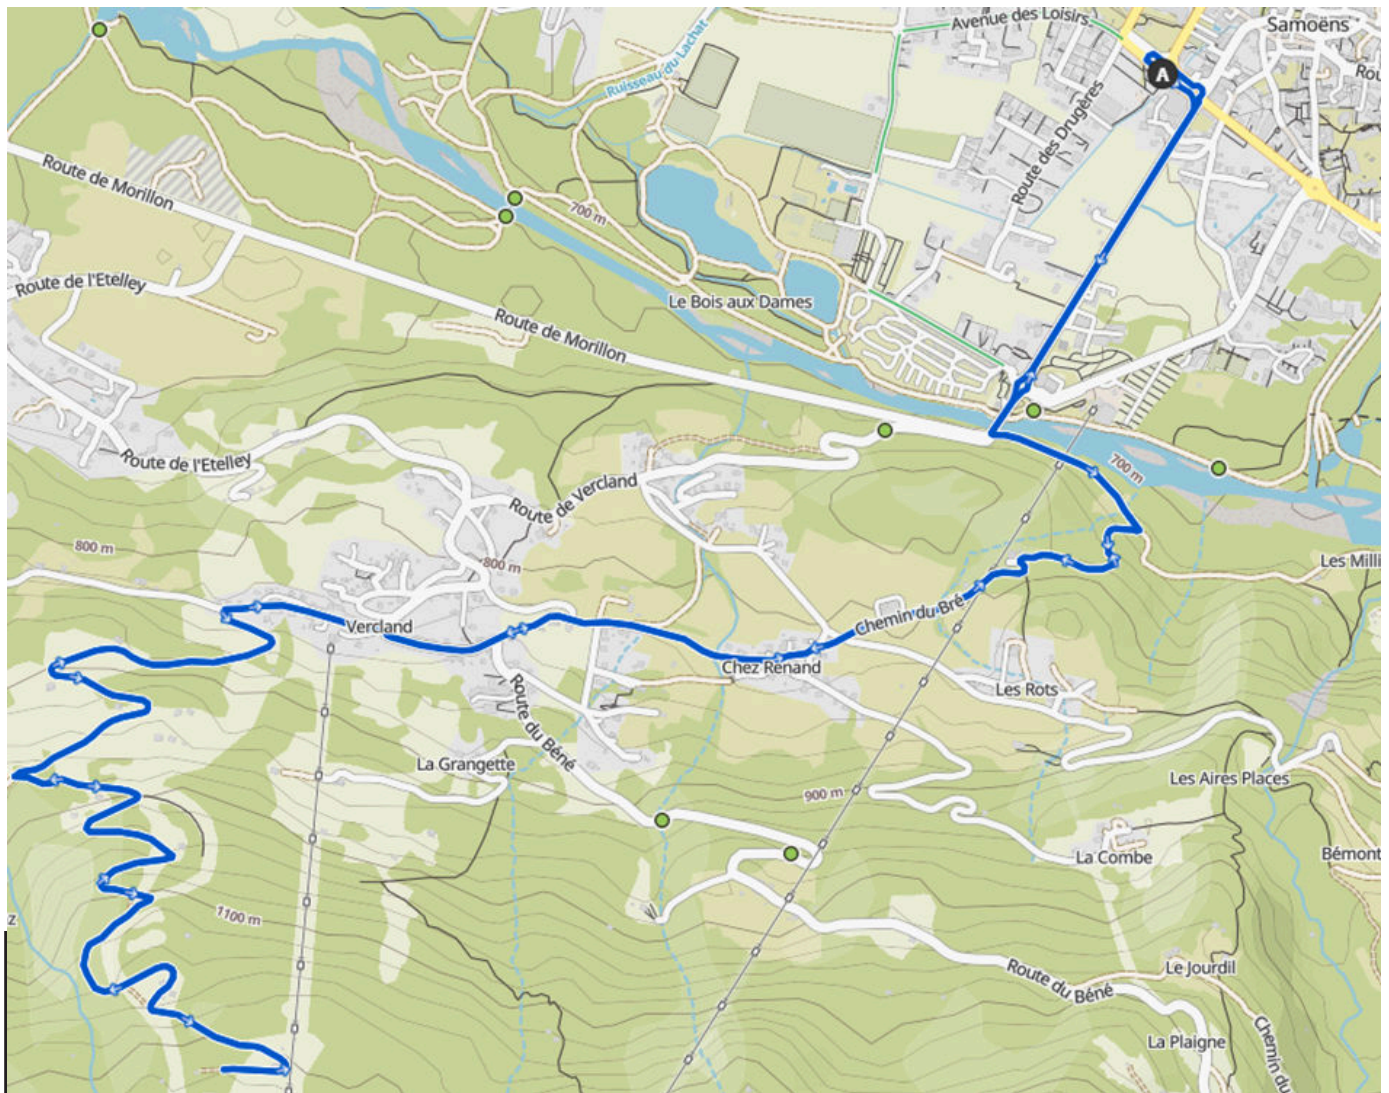 Avenue des Loisirs
Samoëns
Rou
A
Ruisseau du Lachat
Route des Drugères
Route de Morillon
700 m
Route de l'Etelley
Le Bois aux Dames
Route de Morillon
Route de l'Etelley
700 m
Route de Vercland
800 m
800 m
Les Milli
Chemin du Bré
Vercland
Chez Renand
Les Rots
Route du Béné
La Grangette
Les Aires Places
900 m
La Combe
Bémont
1100 m
z
Route du Béné
Le Jourdil
La Plaigne
Chemin du